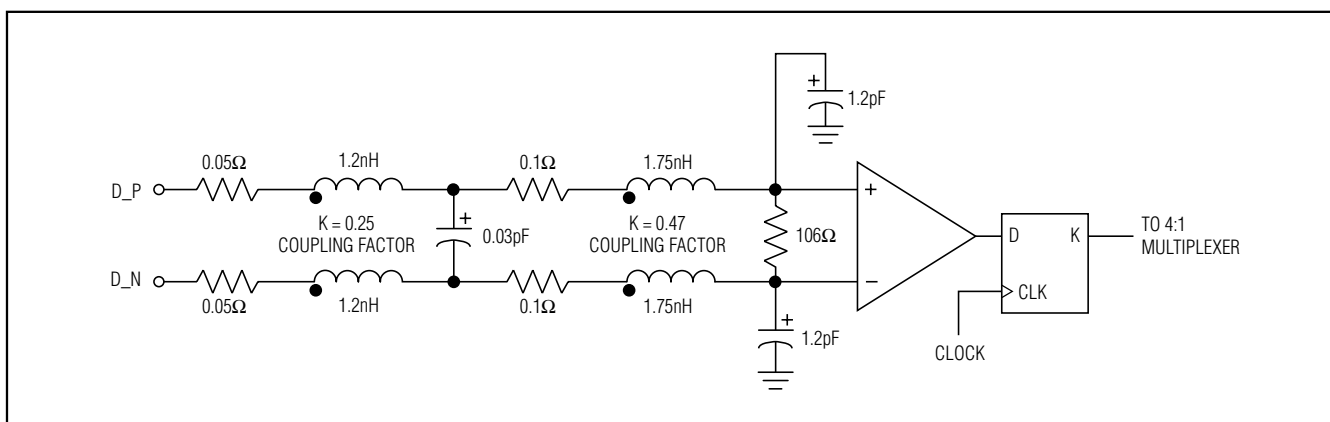 +
1.2pF
0.05Ω
1.2nH
0.1Ω
1.75nH
D_P
+
K = 0.25
COUPLING FACTOR
+
0.03pF
K = 0.47
COUPLING FACTOR
106Ω
D
K
TO 4:1
MULTIPLEXER
D_N
−
CLK
0.05Ω
1.2nH
0.1Ω
1.75nH
+
1.2pF
CLOCK